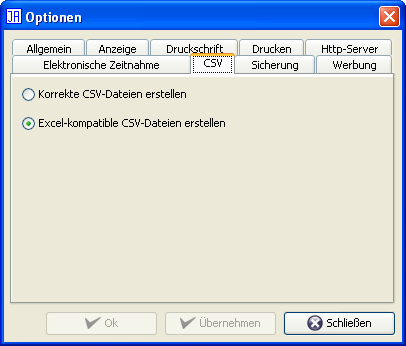 JA Optionen
Allgemein Anzeige Druckschrift Drucken Http-Server
Elektronische Zeitnahme CSV Sicherung Werbung
Korrekte CSV-Dateien erstellen
Excel-kompatible CSV-Dateien erstellen
Ok Übernehmen Schließen